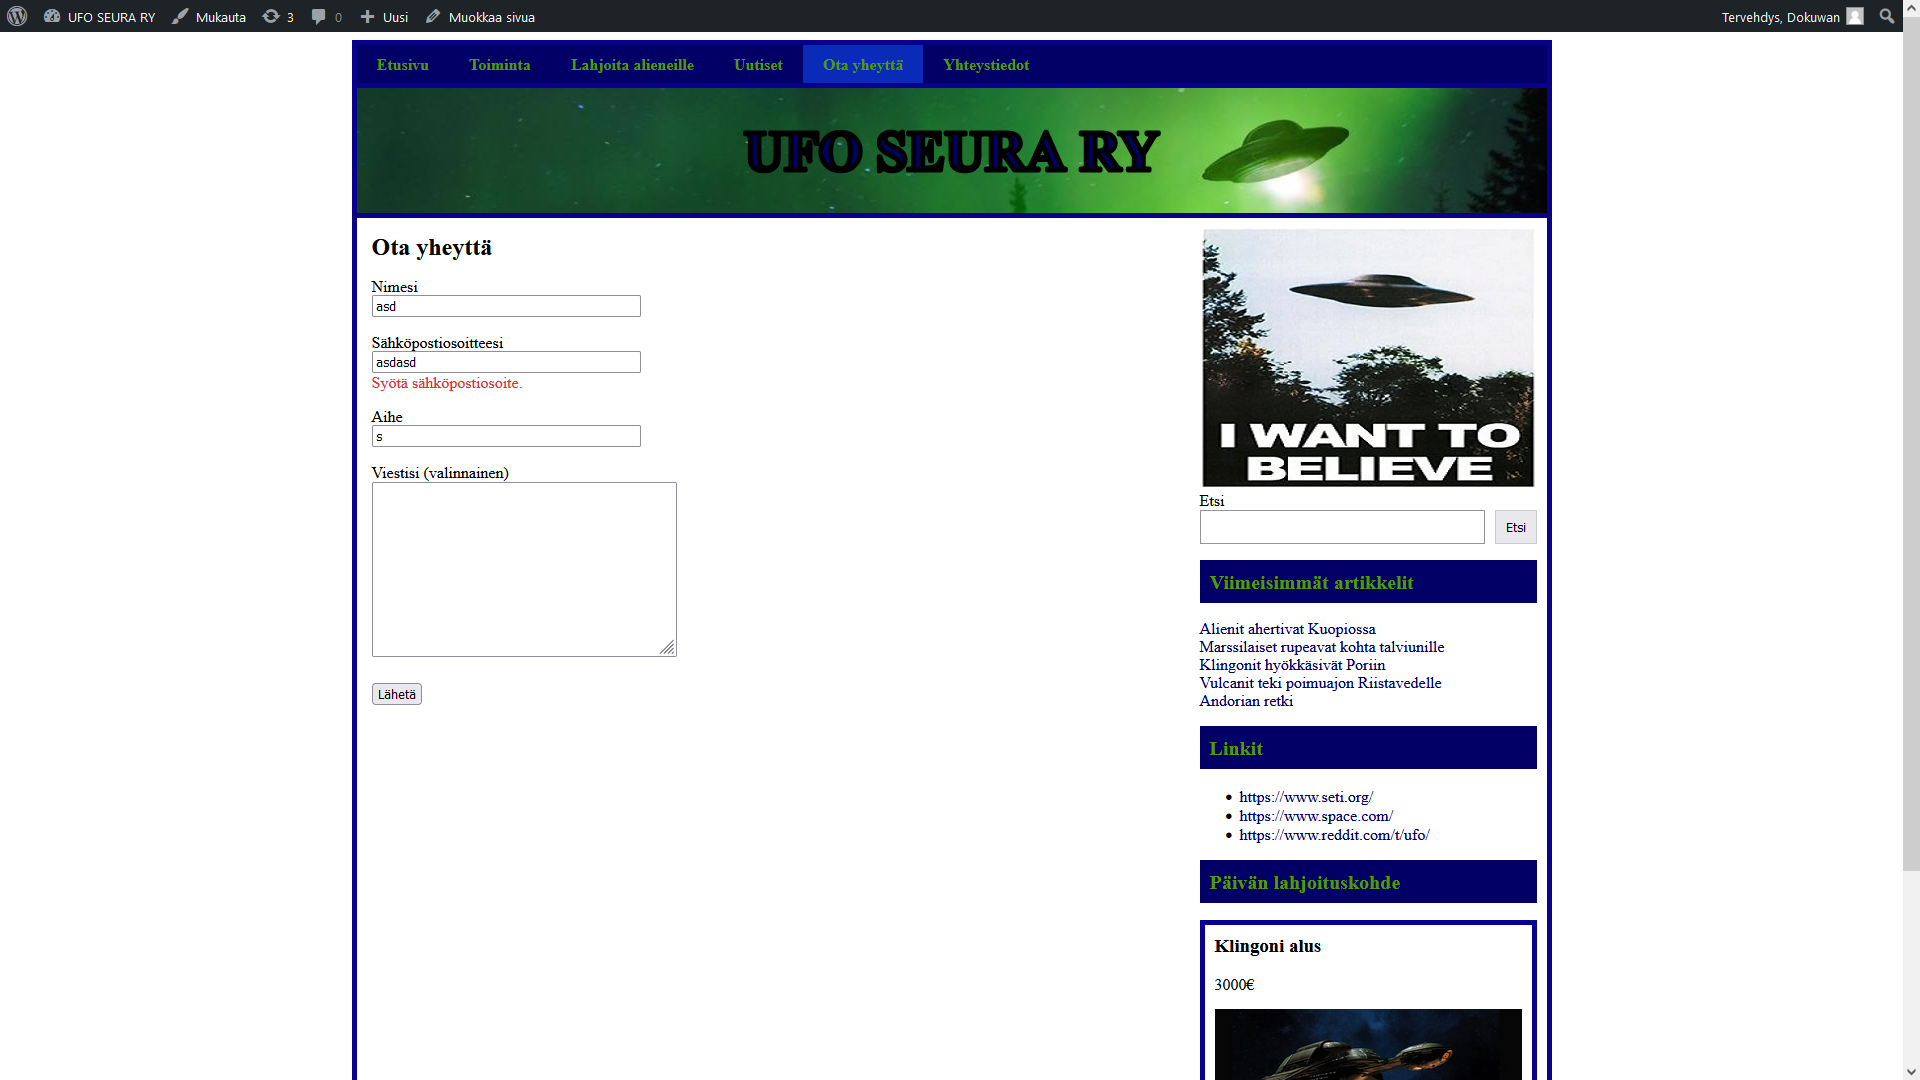 UFO SEURA RY
Mukauta
3
0
Uusi
Muokkaa sivua
Tervehdys, Dokuwan
Etusivu
Toiminta
Lahjoita alieneille
Uutiset
Ota yheyttä
Yhteystiedot
UFO SEURA RY
Ota yheyttä
Nimesi
asd
Sähköpostiosoitteesi
asdasd
Syötä sähköpostiosoite.
Aihe
s
Viestisi (valinnainen)
Lähetä
I WANT TO
BELIEVE
Etsi
Etsi
Viimeisimmät artikkelit
Alienit ahertivat Kuopiossa
Marssilaiset rupeavat kohta talviunille
Klingonit hyökkäsivät Poriin
Vulcanit teki poimuajon Riistavedelle
Andorian retki
Linkit
https://www.seti.org/
https://www.space.com/
https://www.reddit.com/t/ufo/
Päivän lahjoituskohde
Klingoni alus
3000€